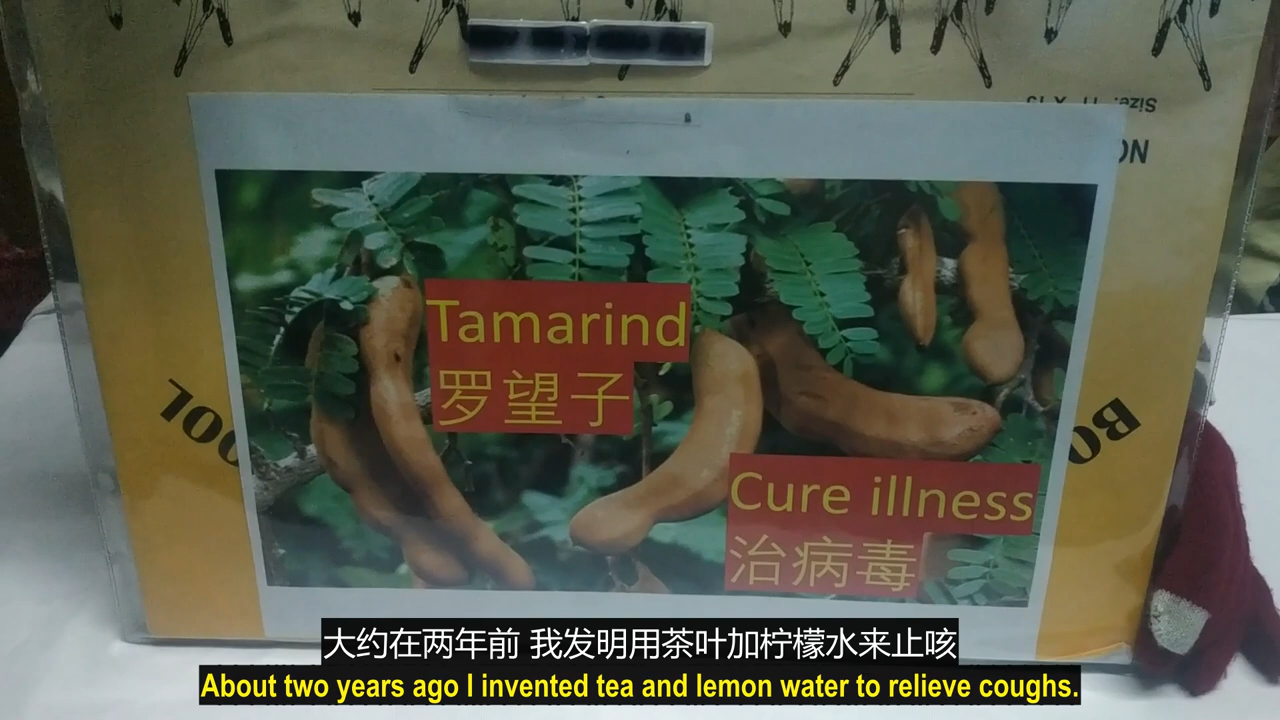 Tamarind
罗望子
Cure illness
治病毒
大约在两年前 我发明用茶叶加柠檬水来止咳
About two years ago I invented tea and lemon water to relieve coughs.